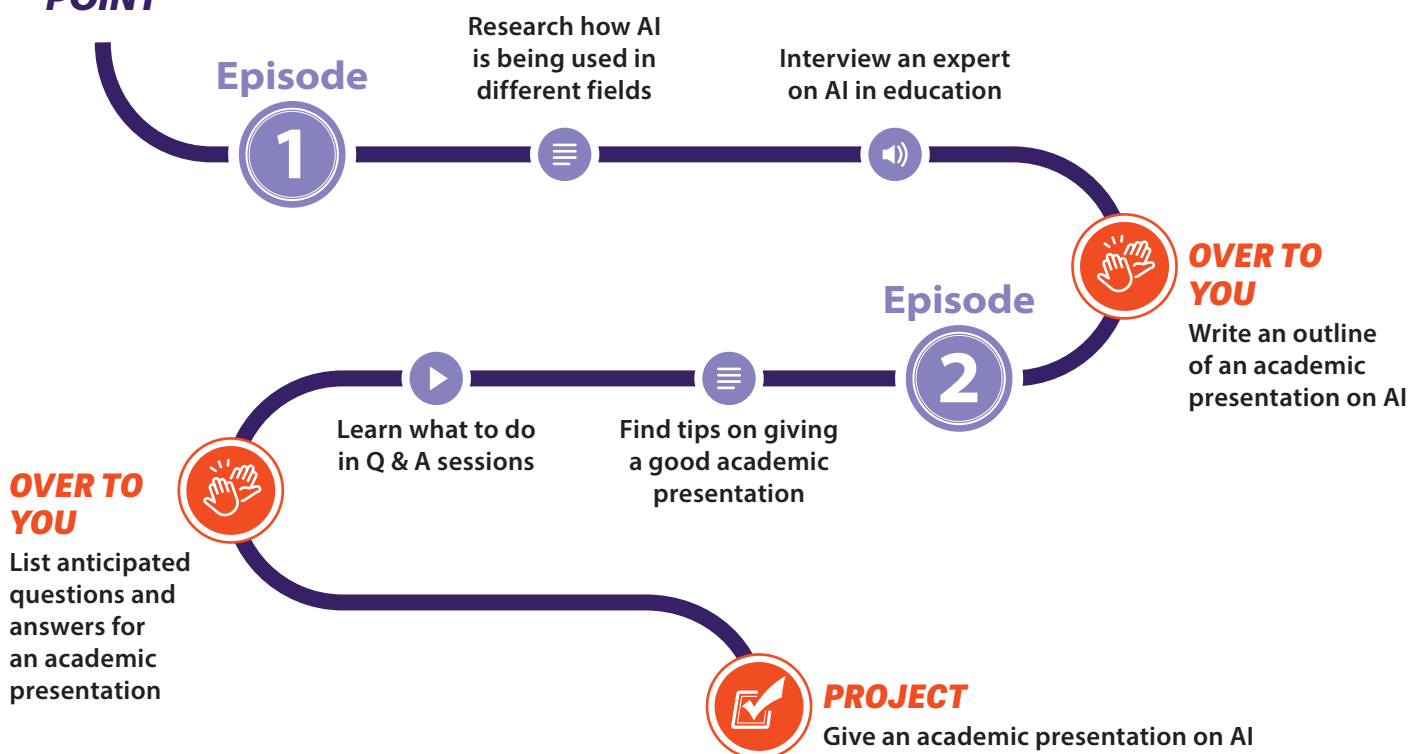 POINT
Episode
1
Research how AI
is being used in
different fields
Interview an expert
on AI in education
OVER TO
YOU
Write an outline
of an academic
presentation on AI
Episode
2
Find tips on giving
a good academic
presentation
Learn what to do
in Q & A sessions
OVER TO
YOU
List anticipated
questions and
answers for
an academic
presentation
PROJECT
Give an academic presentation on AI